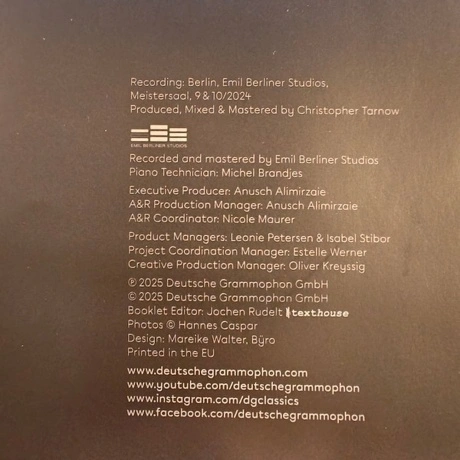 Recording: Berlin, Emil Berliner Studios,
Meistersaal, 9 & 10/2024
Produced, Mixed & Mastered by Christopher Tarnow
EMIL BERLINER STUDIOS
Recorded and mastered by Emil Berliner Studios
Piano Technician: Michel Brandjes
Executive Producer: Anusch Alimirzaie
A&R Production Manager: Anusch Alimirzaie
A&R Coordinator: Nicole Maurer
Product Managers: Leonie Petersen & Isabel Stibor
Project Coordination Manager: Estelle Werner
Creative Production Manager: Oliver Kreyssig
℗ 2025 Deutsche Grammophon GmbH
© 2025 Deutsche Grammophon GmbH
Booklet Editor: Jochen Rudelt texthouse
Photos © Hannes Caspar
Design: Mareike Walter, Büro
Printed in the EU
www.deutschegrammophon.com
www.youtube.com/deutschegrammophon
www.instagram.com/dgclassics
www.facebook.com/deutschegrammophon